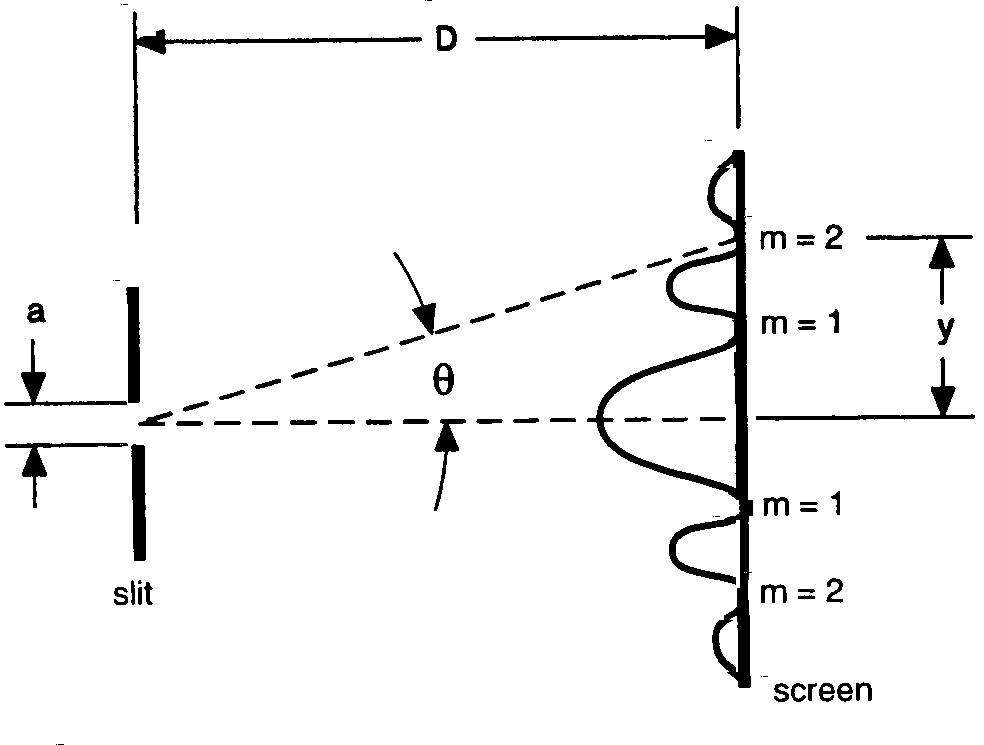 D
m = 2
a
m = 1
y
θ
m = 1
slit
m = 2
screen